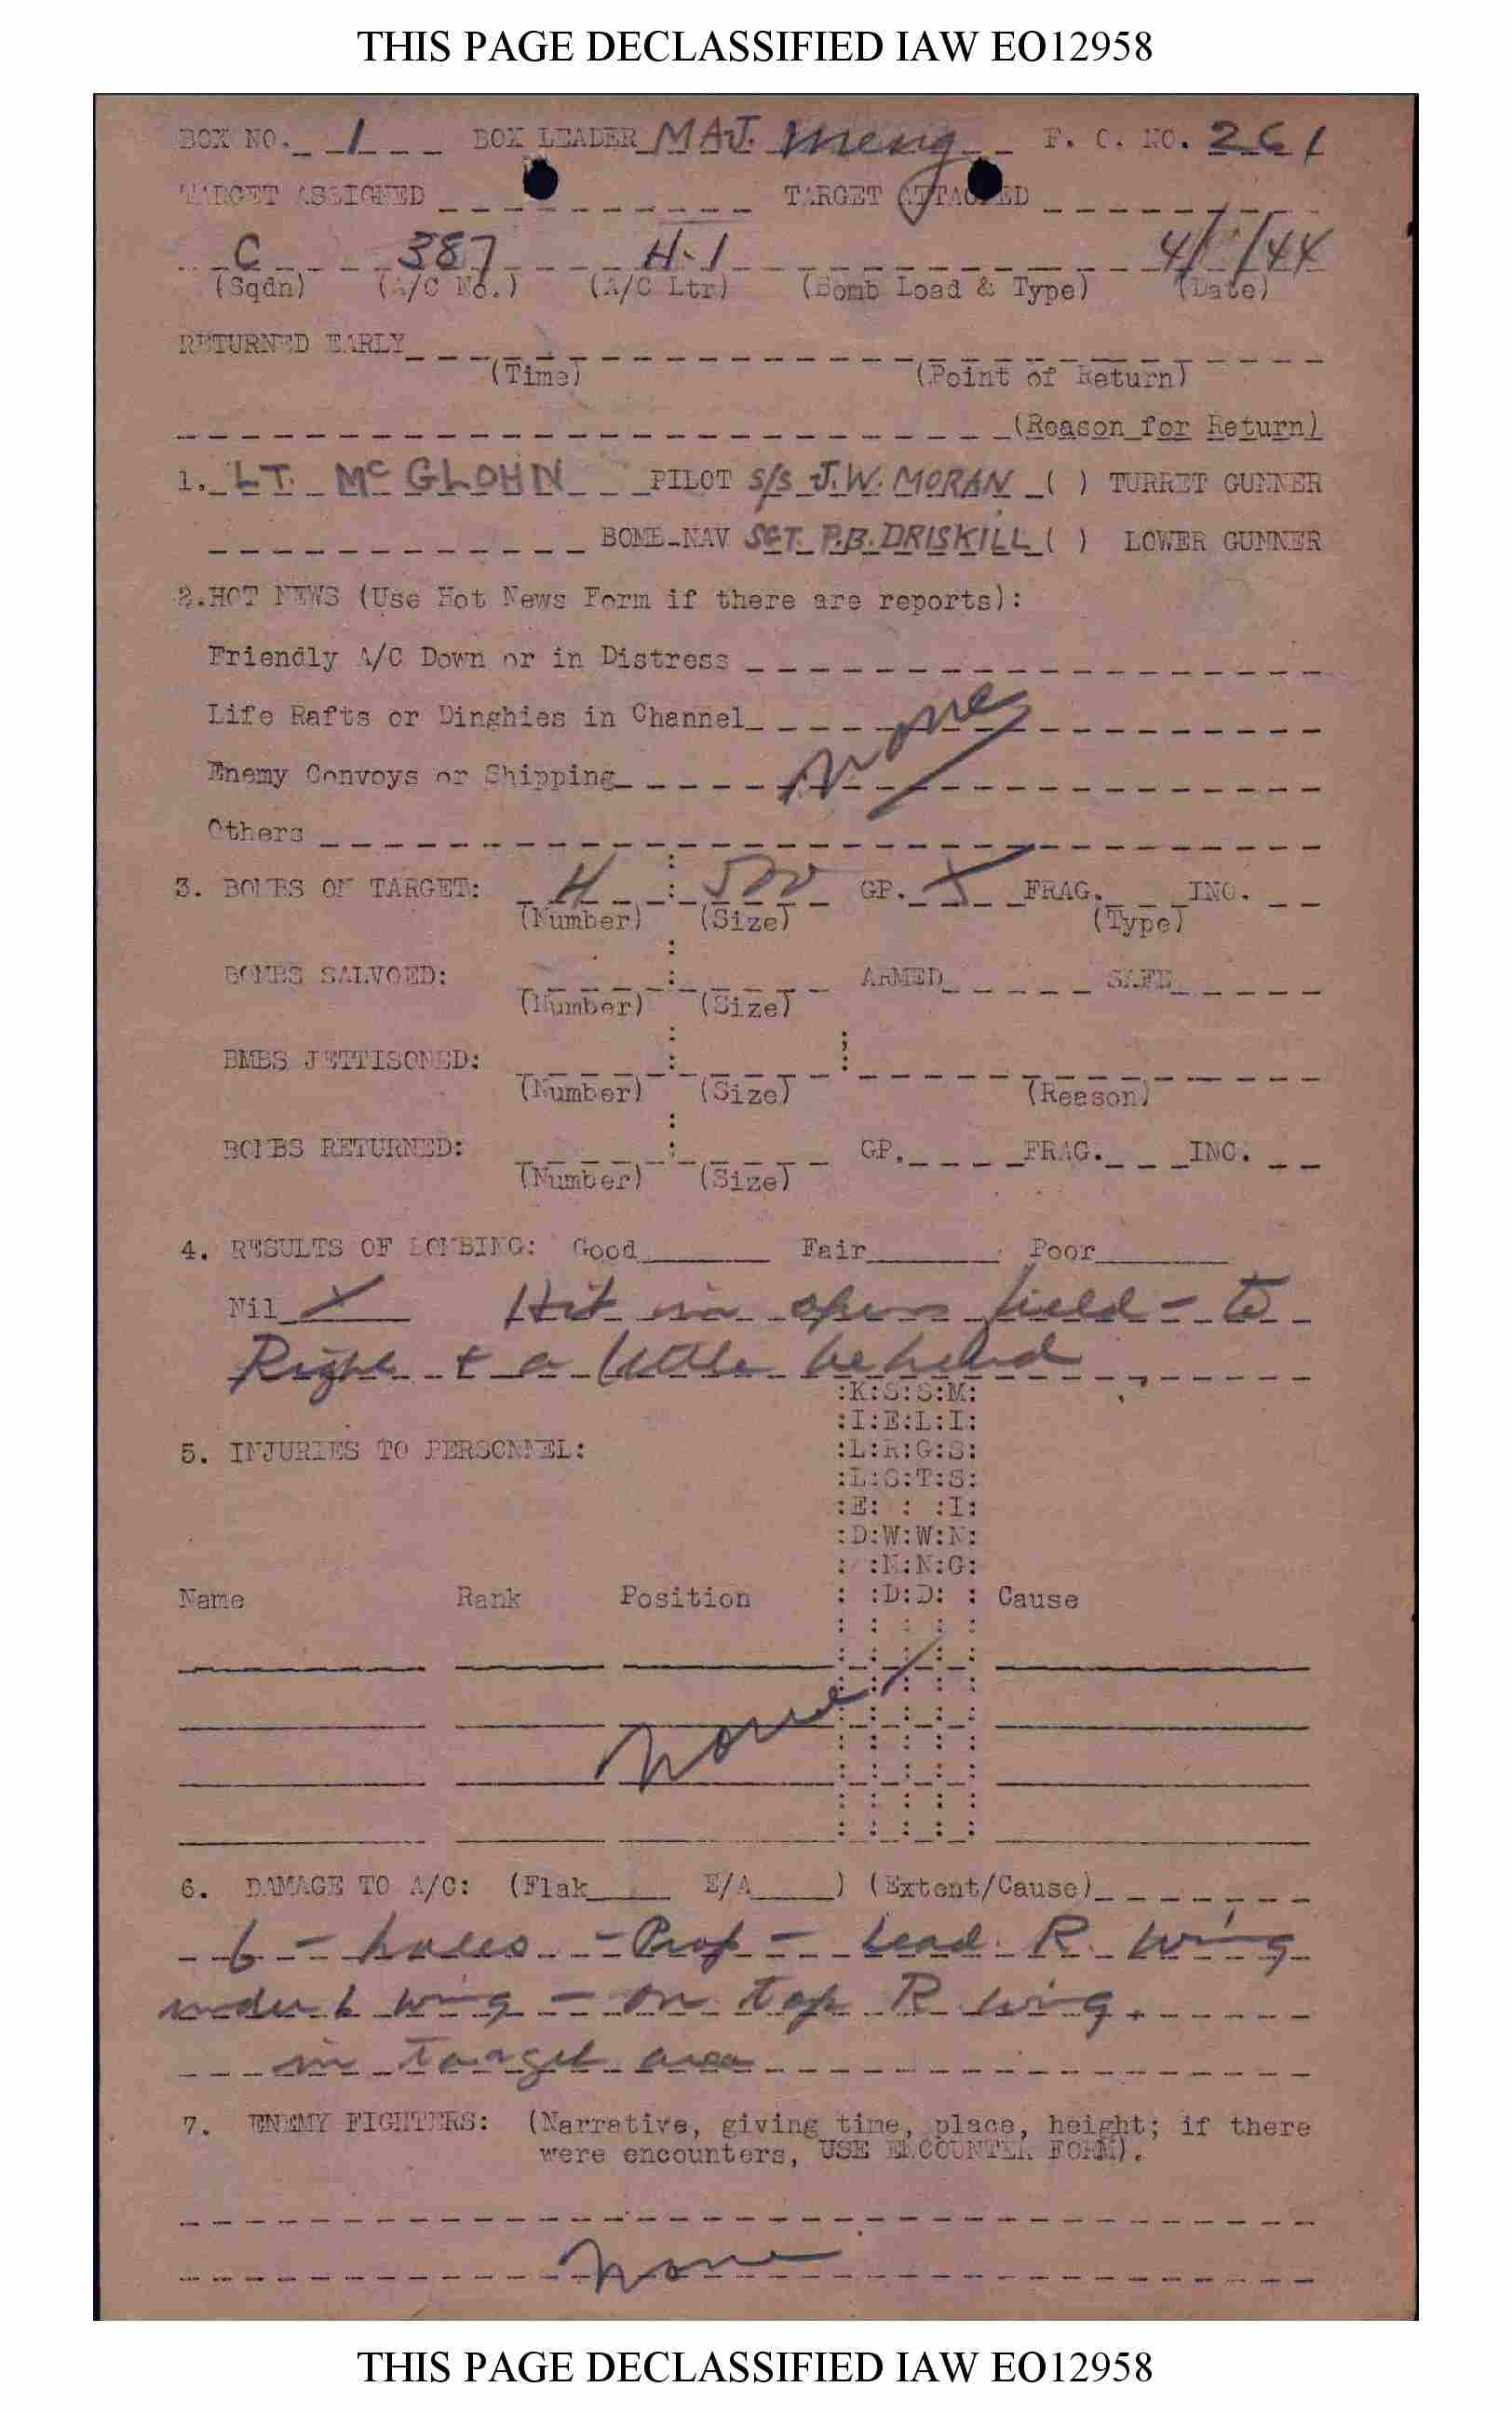 THIS PAGE DECLASSIFIED IAW EO12958
BOX NO. 1 BOX LEADER MAJ. Meng F. O. NO. 261
TARGET ASSIGNED TARGET ATTACKED
C 387 H-1 4/ /44
(Sqdn) (A/C No.) (A/C Ltr) (Bomb Load & Type) (Date)
RETURNED EARLY
(Time) (Point of Return)
(Reason for Return)
1. LT. McGLOHN PILOT S/S J.W. MORAN ( ) TURRET GUNNER
BOMB-NAV SGT. P.B. DRISKILL ( ) LOWER GUNNER
2.HOT NEWS (Use Hot News Form if there are reports):
Friendly A/C Down or in Distress
Life Rafts or Dinghies in Channel none
Enemy Convoys or Shipping
Others
3. BOMBS ON TARGET: 4 : 500 GP. X FRAG. INC.
(Number) (Size) (Type)
BOMBS SALVOED: : ARMED SAFE
(Number) (Size)
BMBS JETTISONED: : :
(Number) (Size) (Reason)
BOMBS RETURNED: : GP. FRAG. INC.
(Number) (Size)
4. RESULTS OF BOMBING: Good Fair Poor
Nil X Hit in open field - to
Right + a little behind
:K:S:S:M:
:I:E:L:I:
5. INJURIES TO PERSONNEL: :L:R:G:S:
:L:S:T:S:
:E: : :I:
:D:W:W:N:
: :N:N:G:
Name Rank Position : :D:D: : Cause
none
6. DAMAGE TO A/C: (Flak E/A ) (Extent/Cause)
6 - holes - Prop - Lead R. wing
under L wing - on top R wing.
in target area
7. ENEMY FIGHTERS: (Narrative, giving time, place, height; if there
were encounters, USE ENCOUNTER FORM).
none
THIS PAGE DECLASSIFIED IAW EO12958